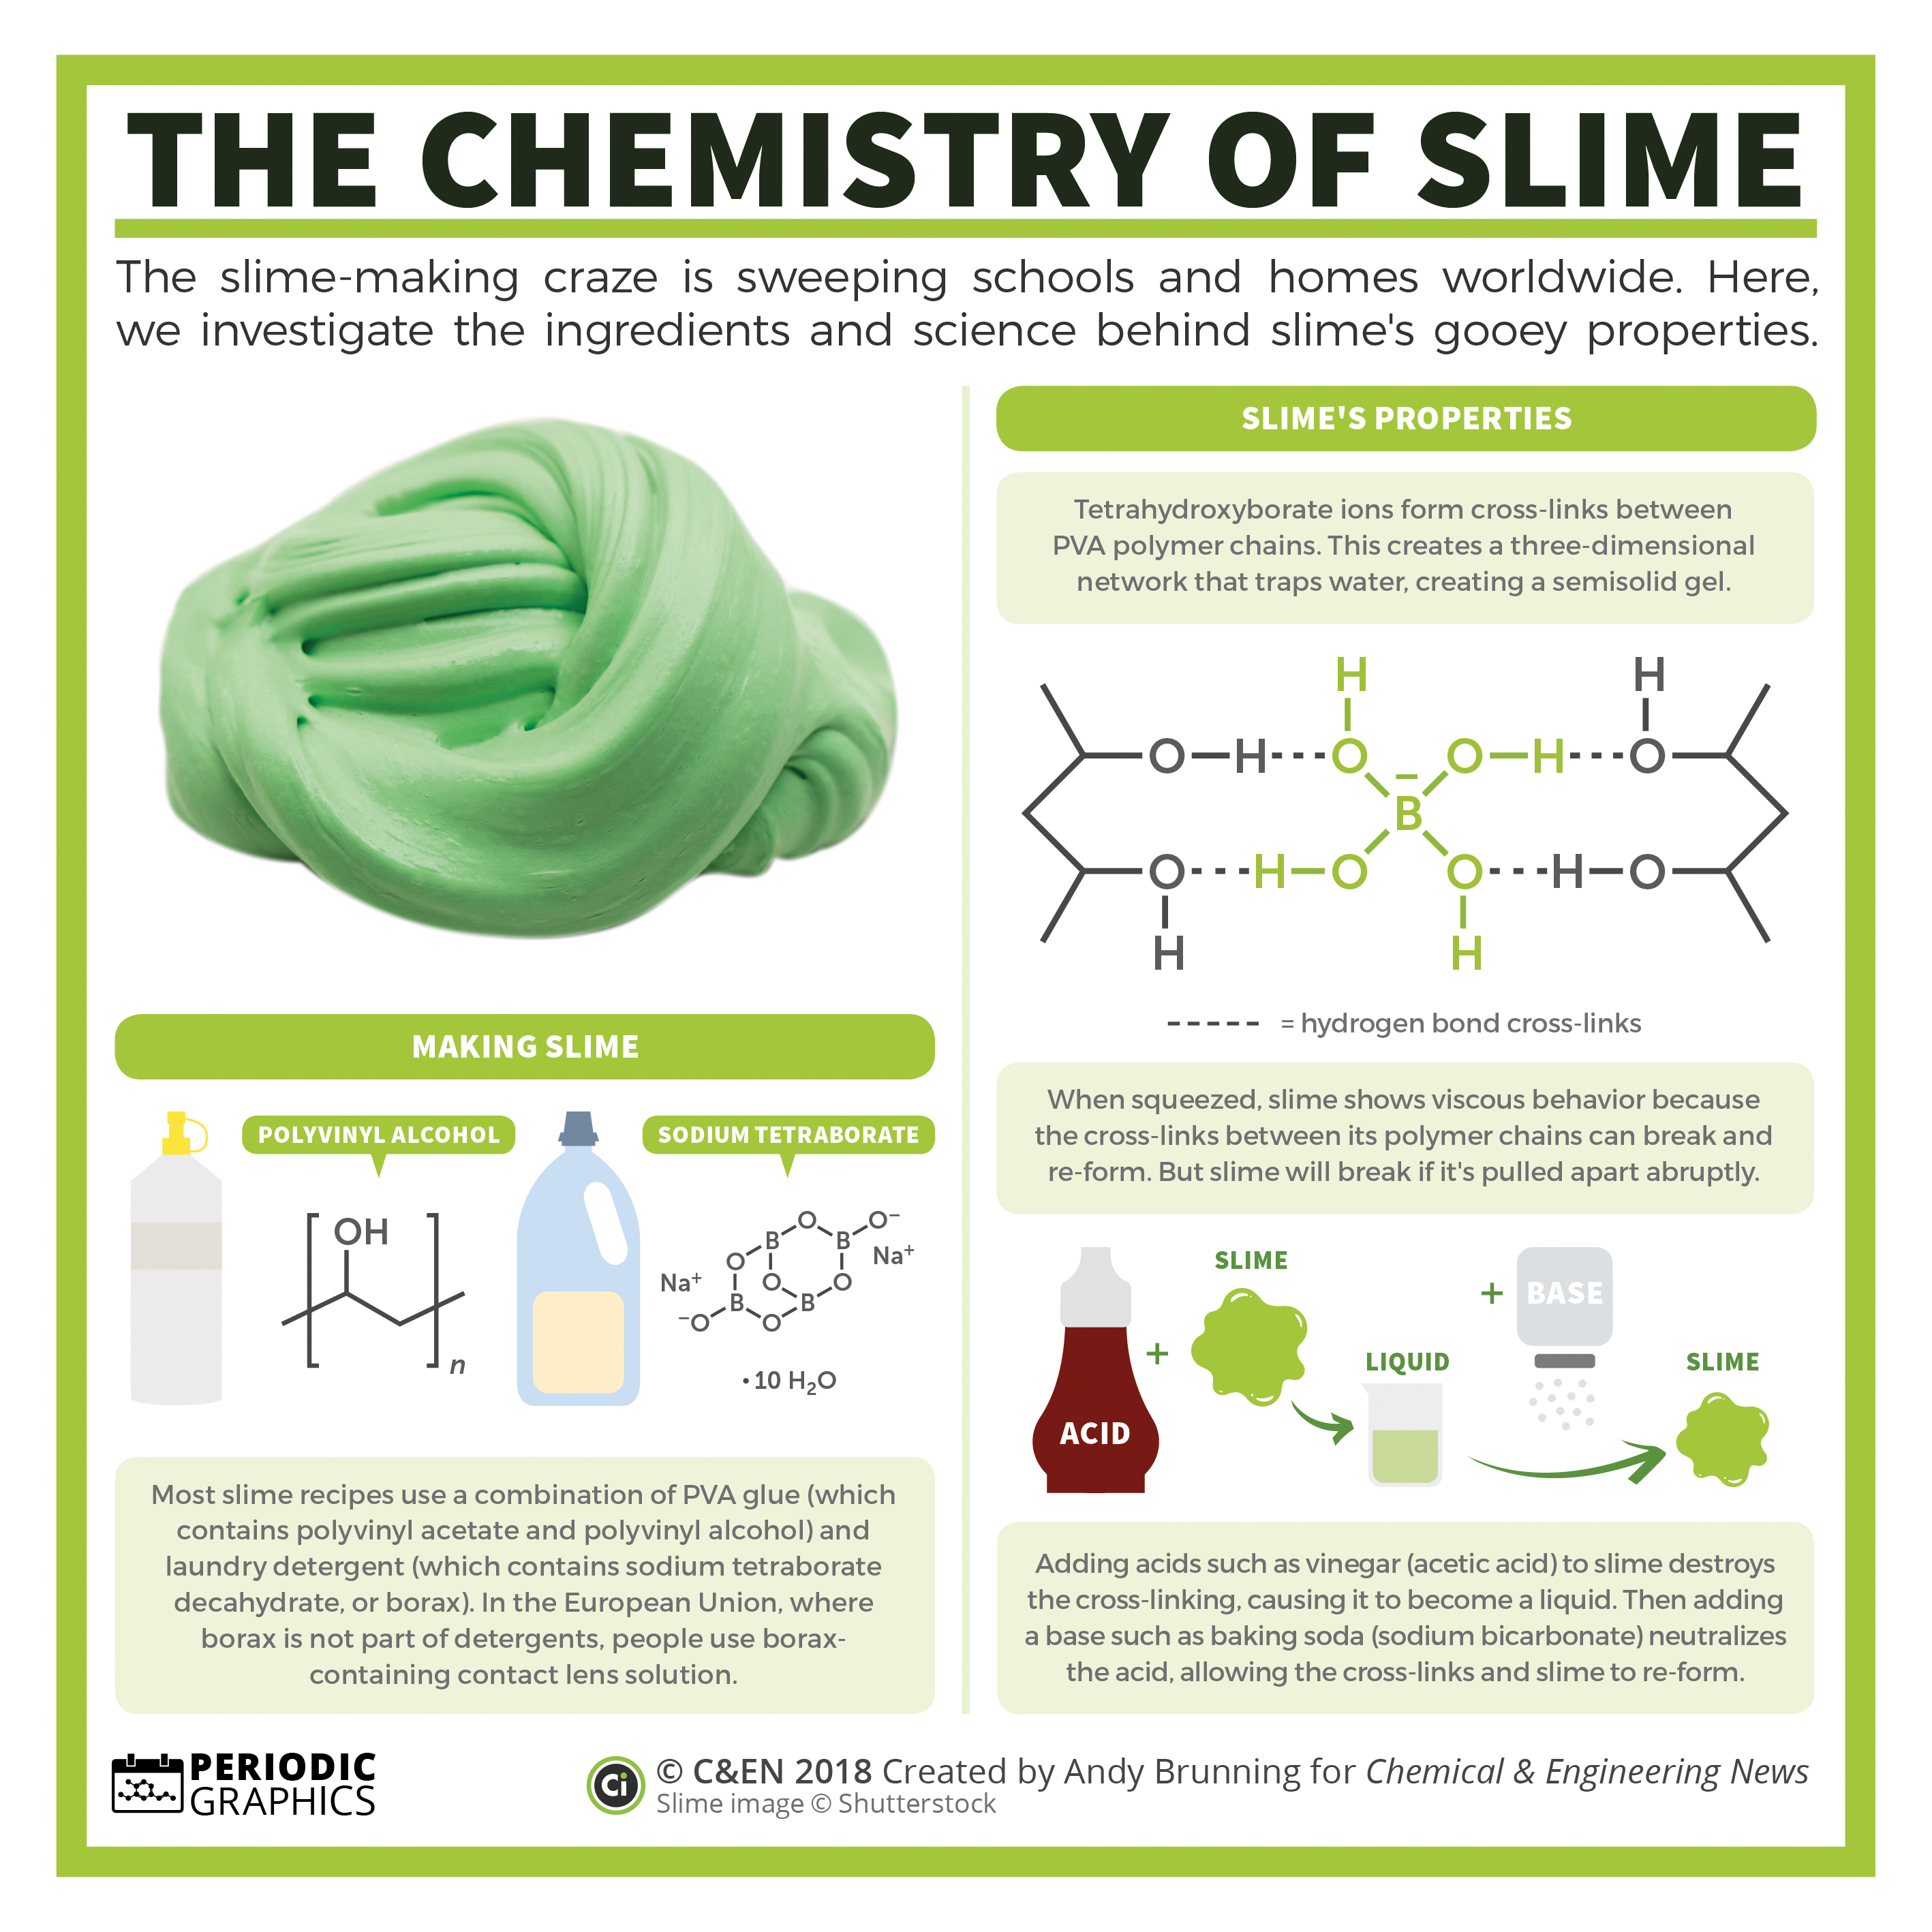 THE CHEMISTRY OF SLIME
The slime-making craze is sweeping schools and homes worldwide. Here,
we investigate the ingredients and science behind slime's gooey properties.
MAKING SLIME
POLYVINYL ALCOHOL
OH
n
SODIUM TETRABORATE
O O−
B B
O Na+
Na+ O O
B B
−O O
• 10 H₂O
Most slime recipes use a combination of PVA glue (which
contains polyvinyl acetate and polyvinyl alcohol) and
laundry detergent (which contains sodium tetraborate
decahydrate, or borax). In the European Union, where
borax is not part of detergents, people use borax-
containing contact lens solution.
SLIME'S PROPERTIES
Tetrahydroxyborate ions form cross-links between
PVA polymer chains. This creates a three-dimensional
network that traps water, creating a semisolid gel.
H H
O H O O H O
− B
O H O O H O
H H
= hydrogen bond cross-links
When squeezed, slime shows viscous behavior because
the cross-links between its polymer chains can break and
re-form. But slime will break if it's pulled apart abruptly.
ACID
+
SLIME
LIQUID
+
BASE
SLIME
Adding acids such as vinegar (acetic acid) to slime destroys
the cross-linking, causing it to become a liquid. Then adding
a base such as baking soda (sodium bicarbonate) neutralizes
the acid, allowing the cross-links and slime to re-form.
PERIODIC
GRAPHICS
Ci
© C&EN 2018 Created by Andy Brunning for Chemical & Engineering News
Slime image © Shutterstock